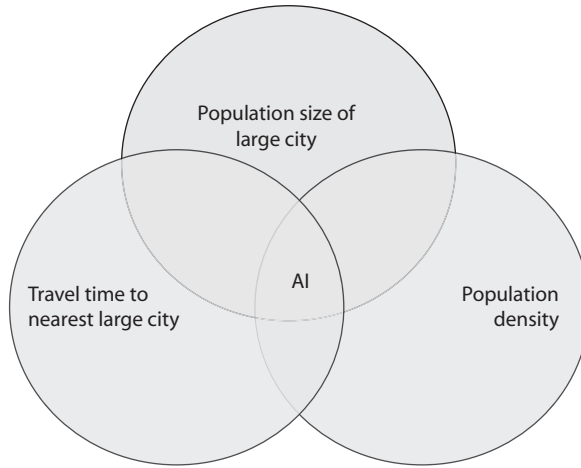 Population size of
large city
AI
Travel time to
nearest large city
Population
density